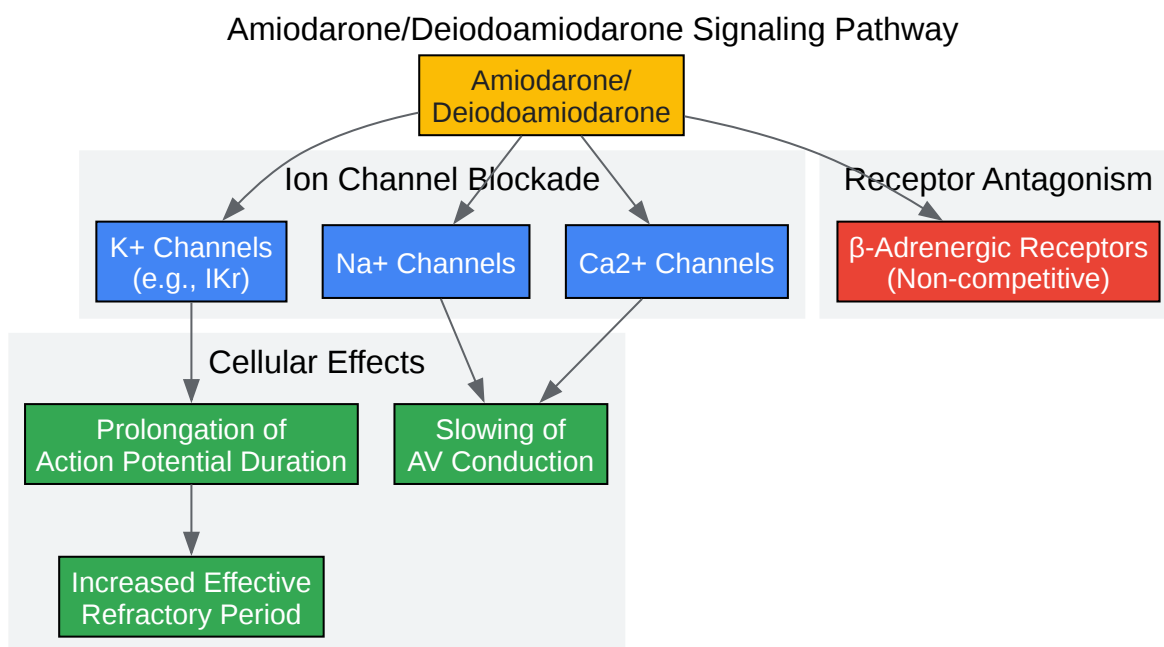 Amiodarone/Deiodoamiodarone Signaling Pathway
Amiodarone/
Deiodoamiodarone
Ion Channel Blockade
Receptor Antagonism
K+ Channels
(e.g., IKr)
Na+ Channels
Ca2+ Channels
β-Adrenergic Receptors
(Non-competitive)
Cellular Effects
Prolongation of
Action Potential Duration
Slowing of
AV Conduction
Increased Effective
Refractory Period